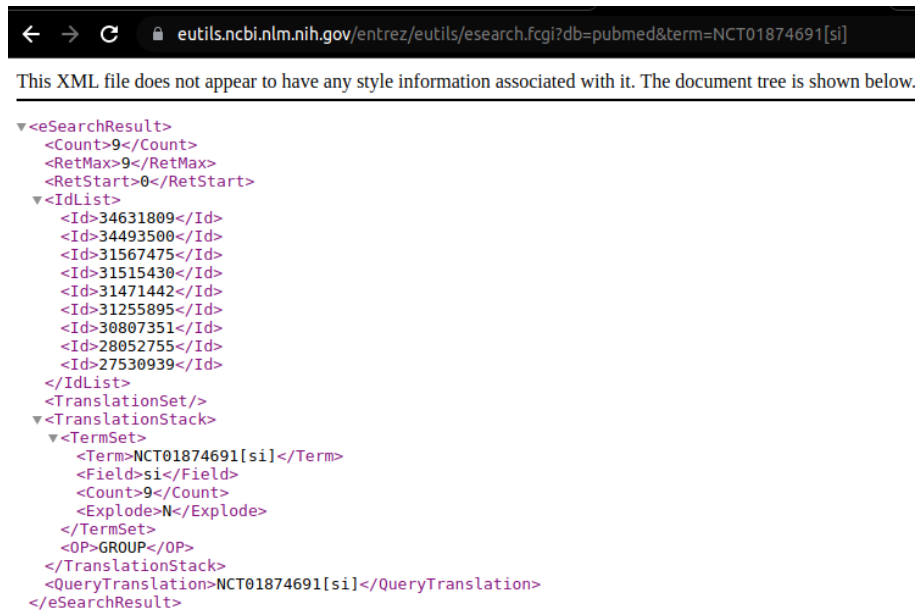 eutils.ncbi.nlm.nih.gov/entrez/eutils/esearch.fcgi?db=pubmed&term=NCT01874691[si]
This XML file does not appear to have any style information associated with it. The document tree is shown below.
▼<eSearchResult>
<Count>9</Count>
<RetMax>9</RetMax>
<RetStart>0</RetStart>
▼<IdList>
<Id>34631809</Id>
<Id>34493500</Id>
<Id>31567475</Id>
<Id>31515430</Id>
<Id>31471442</Id>
<Id>31255895</Id>
<Id>30807351</Id>
<Id>28052755</Id>
<Id>27530939</Id>
</IdList>
<TranslationSet/>
▼<TranslationStack>
▼<TermSet>
<Term>NCT01874691[si]</Term>
<Field>si</Field>
<Count>9</Count>
<Explode>N</Explode>
</TermSet>
<OP>GROUP</OP>
</TranslationStack>
<QueryTranslation>NCT01874691[si]</QueryTranslation>
</eSearchResult>